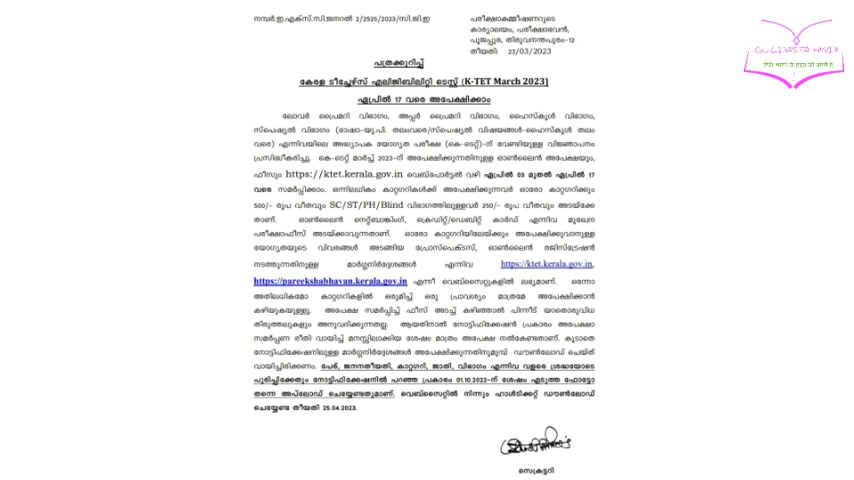 നമ്പർ.ഇ.എക്സ്.സി.ജനാൽ 2/2525/2023/സി.ജി.ഇ
പരീക്ഷാകമ്മീഷണറുടെ
കാര്യാലയം, പരീക്ഷാഭവൻ,
പൂജപ്പുര, തിരുവനന്തപുരം-12
തീയതി: 23/03/2023
GULDASTA HINDI
हिंदी भारत के हृदय की वाणी है
പത്രക്കുറിപ്പ്
കേരള ടീച്ചേഴ്സ് എലിജിബിലിറ്റി ടെസ്റ്റ് (K-TET March 2023)
ഏപ്രിൽ 17 വരെ അപേക്ഷിക്കാം
ലോവർ പ്രൈമറി വിഭാഗം, അപ്പർ പ്രൈമറി വിഭാഗം, ഹൈസ്കൂൾ വിഭാഗം,
സ്പെഷ്യൽ വിഭാഗം (ഭാഷാ-യു.പി. തലംവരെ/സ്പെഷ്യൽ വിഷയങ്ങൾ-ഹൈസ്കൂൾ തലം
വരെ) എന്നിവയിലെ അദ്ധ്യാപക യോഗ്യത പരീക്ഷ (കെ-ടെറ്റ്)-ന് വേണ്ടിയുള്ള വിജ്ഞാപനം
പ്രസിദ്ധീകരിച്ചു. കെ-ടെറ്റ് മാർച്ച് 2023-ന് അപേക്ഷിക്കുന്നതിനുള്ള ഓൺലൈൻ അപേക്ഷയും,
ഫീസും https://ktet.kerala.gov.in വെബ്പോർട്ടൽ വഴി ഏപ്രിൽ 03 മുതൽ ഏപ്രിൽ 17
വരെ സമർപ്പിക്കാം. ഒന്നിലധികം കാറ്റഗറികൾക്ക് അപേക്ഷിക്കുന്നവർ ഓരോ കാറ്റഗറിക്കും
500/- രൂപ വീതവും SC/ST/PH/Blind വിഭാഗത്തിലുള്ളവർ 250/- രൂപ വീതവും അടയ്ക്കേ
താണ്. ഓൺലൈൻ നെറ്റ്ബാങ്കിംഗ്, ക്രെഡിറ്റ്/ഡെബിറ്റ് കാർഡ് എന്നിവ മുഖേന
പരീക്ഷാഫീസ് അടയ്ക്കാവുന്നതാണ്. ഓരോ കാറ്റഗറിയിലേയ്ക്കും അപേക്ഷിക്കുവാനുള്ള
യോഗ്യതയുടെ വിവരങ്ങൾ അടങ്ങിയ പ്രോസ്പെക്ടസ്, ഓൺലൈൻ രജിസ്ട്രേഷൻ
നടത്തുന്നതിനുള്ള മാർഗ്ഗനിർദ്ദേശങ്ങൾ എന്നിവ https://ktet.kerala.gov.in,
https://pareekshabhavan.kerala.gov.in എന്നീ വെബ്സൈറ്റുകളിൽ ലഭ്യമാണ്. ഒന്നോ
അതിലധികമോ കാറ്റഗറികളിൽ ഒരുമിച്ച് ഒരു പ്രാവശ്യം മാത്രമേ അപേക്ഷിക്കാൻ
കഴിയുകയുള്ളൂ. അപേക്ഷ സമർപ്പിച്ച് ഫീസ് അടച്ച് കഴിഞ്ഞാൽ പിന്നീട് യാതൊരുവിധ
തിരുത്തലുകളും അനുവദിക്കുന്നതല്ല. ആയതിനാൽ നോട്ടിഫിക്കേഷൻ പ്രകാരം അപേക്ഷാ
സമർപ്പണ രീതി വായിച്ച് മനസ്സിലാക്കിയ ശേഷം മാത്രം അപേക്ഷ നൽകേണ്ടതാണ്. കൂടാതെ
നോട്ടിഫിക്കേഷനിലുള്ള മാർഗ്ഗനിർദ്ദേശങ്ങൾ അപേക്ഷിക്കുന്നതിനുമുമ്പ് ഡൗൺലോഡ് ചെയ്ത്
വായിച്ചിരിക്കണം. പേര്, ജനനതീയതി, കാറ്റഗറി, ജാതി, വിഭാഗം എന്നിവ വളരെ ശ്രദ്ധയോടെ
പൂരിപ്പിക്കേതും നോട്ടിഫിക്കേഷനിൽ പറഞ്ഞ പ്രകാരം 01.10.2022-ന് ശേഷം എടുത്ത ഫോട്ടോ
തന്നെ അപ്ലോഡ് ചെയ്യേണ്ടതുമാണ്. വെബ്സൈറ്റിൽ നിന്നും ഹാൾടിക്കറ്റ് ഡൗൺലോഡ്
ചെയ്യേണ്ട തീയതി 25.04.2023.
സെക്രട്ടറി